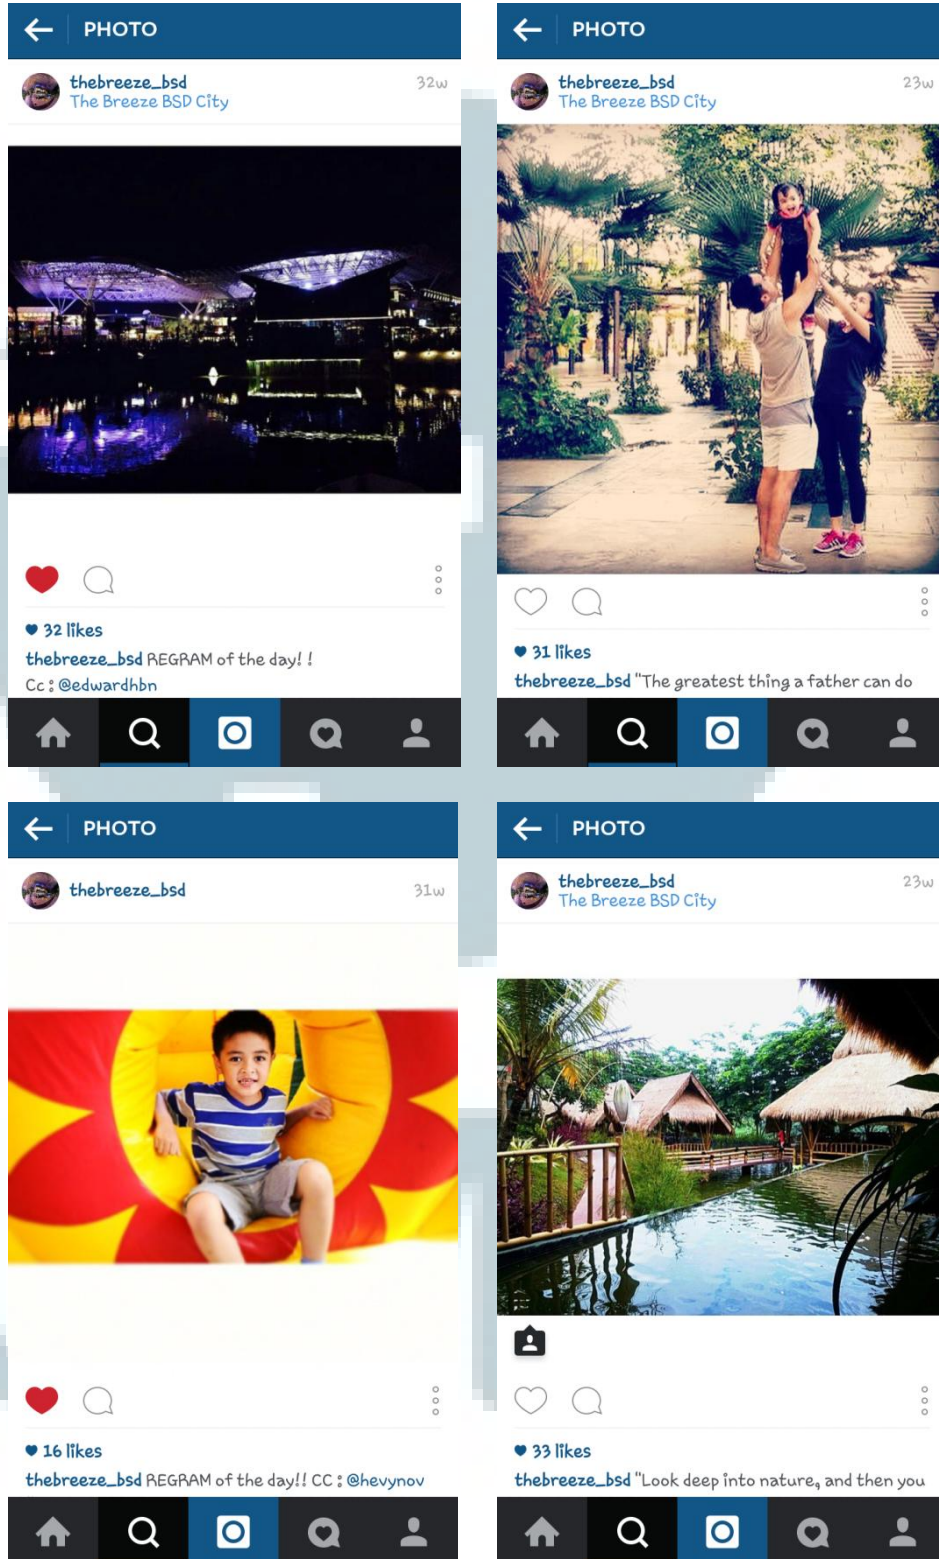 PHOTO
thebreeze_bsd
32w
The Breeze BSD City
32 likes
thebreeze_bsd REGRAM of the day! !
Cc : @edwardhbn
PHOTO
thebreeze_bsd
23w
The Breeze BSD City
31 likes
thebreeze_bsd "The greatest thing a father can do
PHOTO
thebreeze_bsd
31w
16 likes
thebreeze_bsd REGRAM of the day!! CC : @hevynov
PHOTO
thebreeze_bsd
23w
The Breeze BSD City
33 likes
thebreeze_bsd "Look deep into nature, and then you